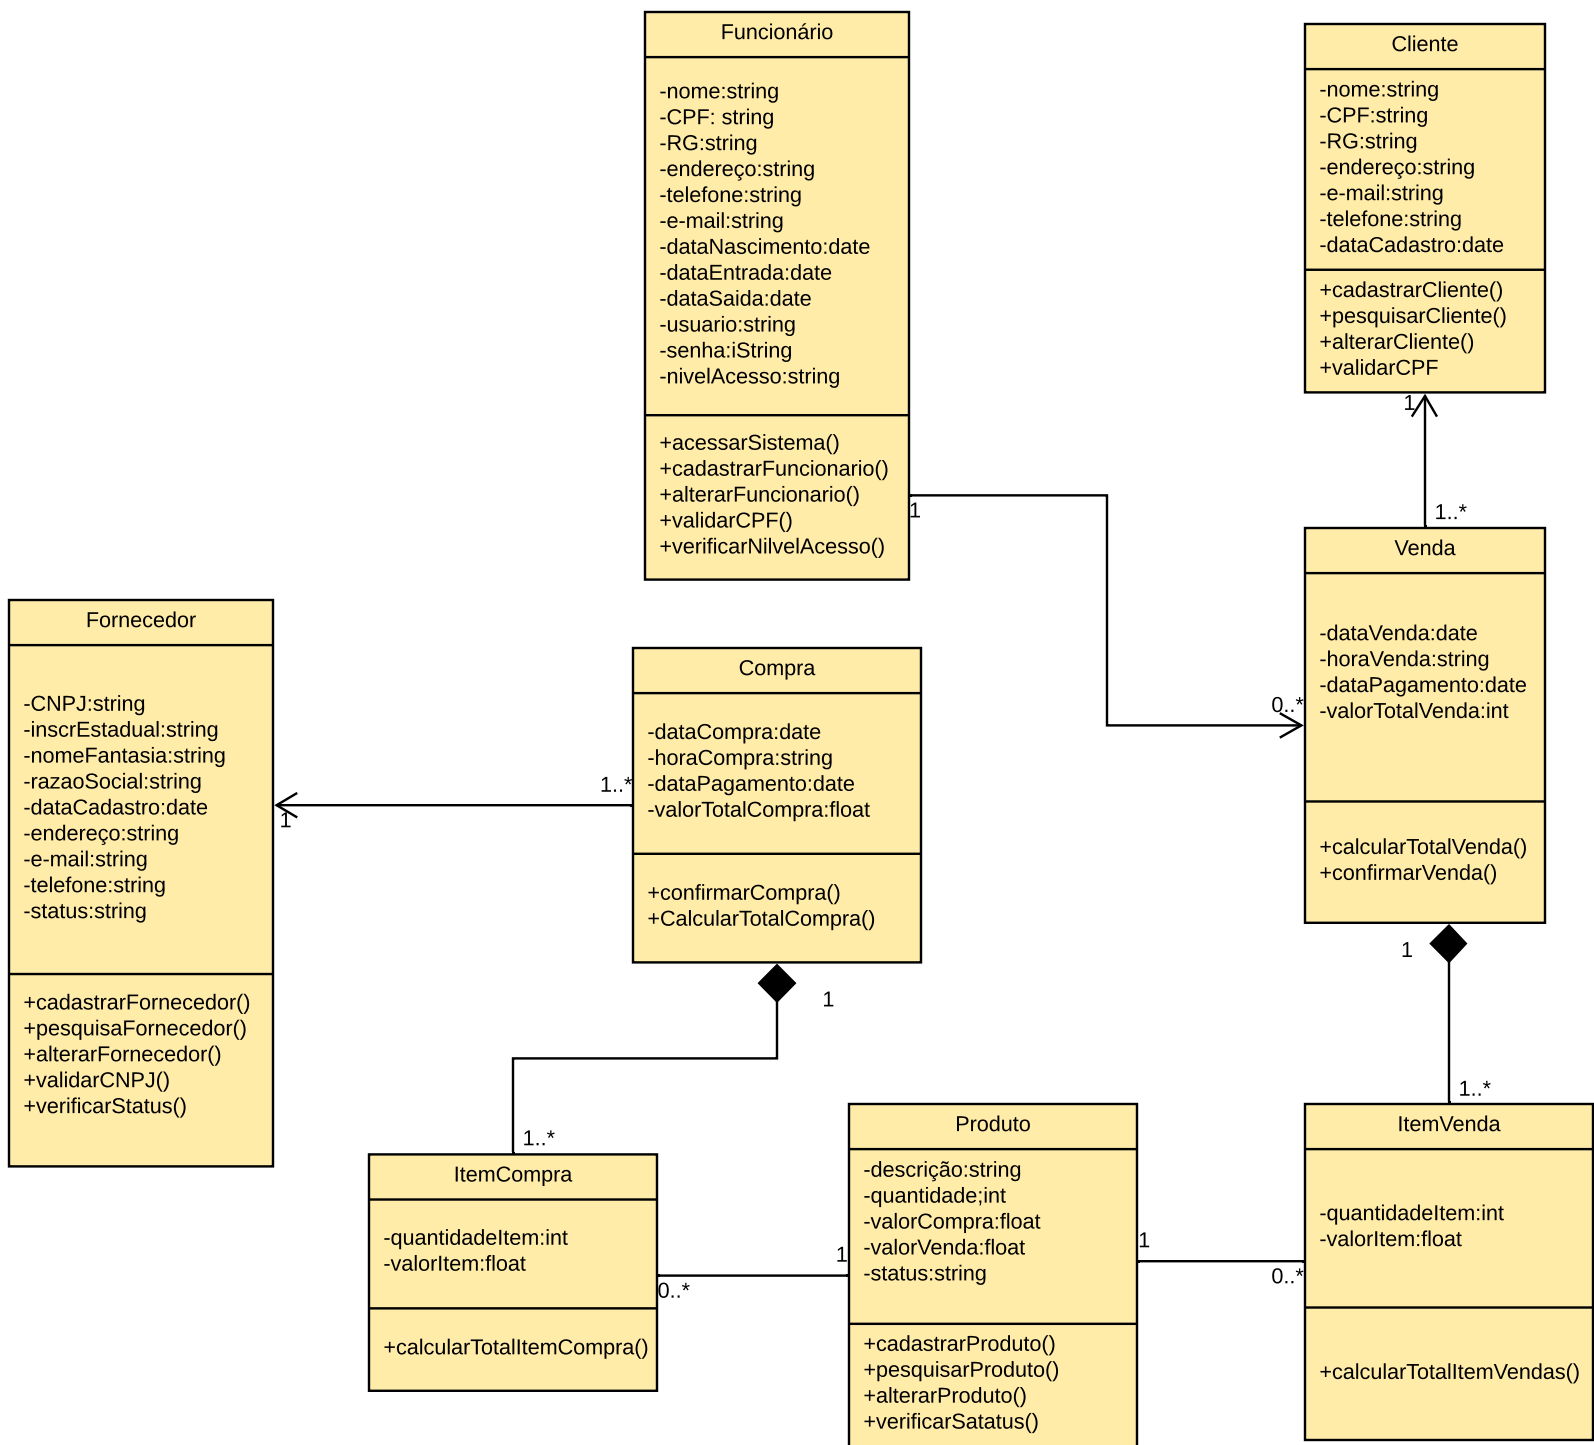 Funcionário
-nome:string
-CPF: string
-RG:string
-endereço:string
-telefone:string
-e-mail:string
-dataNascimento:date
-dataEntrada:date
-dataSaida:date
-usuario:string
-senha:iString
-nivelAcesso:string
+acessarSistema()
+cadastrarFuncionario()
+alterarFuncionario()
+validarCPF()
+verificarNilvelAcesso()
1
0..*
Cliente
-nome:string
-CPF:string
-RG:string
-endereço:string
-e-mail:string
-telefone:string
-dataCadastro:date
+cadastrarCliente()
+pesquisarCliente()
+alterarCliente()
+validarCPF
1
1..*
Venda
-dataVenda:date
-horaVenda:string
-dataPagamento:date
-valorTotalVenda:int
+calcularTotalVenda()
+confirmarVenda()
1
1..*
Fornecedor
-CNPJ:string
-inscrEstadual:string
-nomeFantasia:string
-razaoSocial:string
-dataCadastro:date
-endereço:string
-e-mail:string
-telefone:string
-status:string
+cadastrarFornecedor()
+pesquisaFornecedor()
+alterarFornecedor()
+validarCNPJ()
+verificarStatus()
1
1..*
Compra
-dataCompra:date
-horaCompra:string
-dataPagamento:date
-valorTotalCompra:float
+confirmarCompra()
+CalcularTotalCompra()
1
1..*
ItemCompra
-quantidadeItem:int
-valorItem:float
+calcularTotalItemCompra()
0..*
1
Produto
-descrição:string
-quantidade;int
-valorCompra:float
-valorVenda:float
-status:string
+cadastrarProduto()
+pesquisarProduto()
+alterarProduto()
+verificarSatatus()
1
0..*
ItemVenda
-quantidadeItem:int
-valorItem:float
+calcularTotalItemVendas()